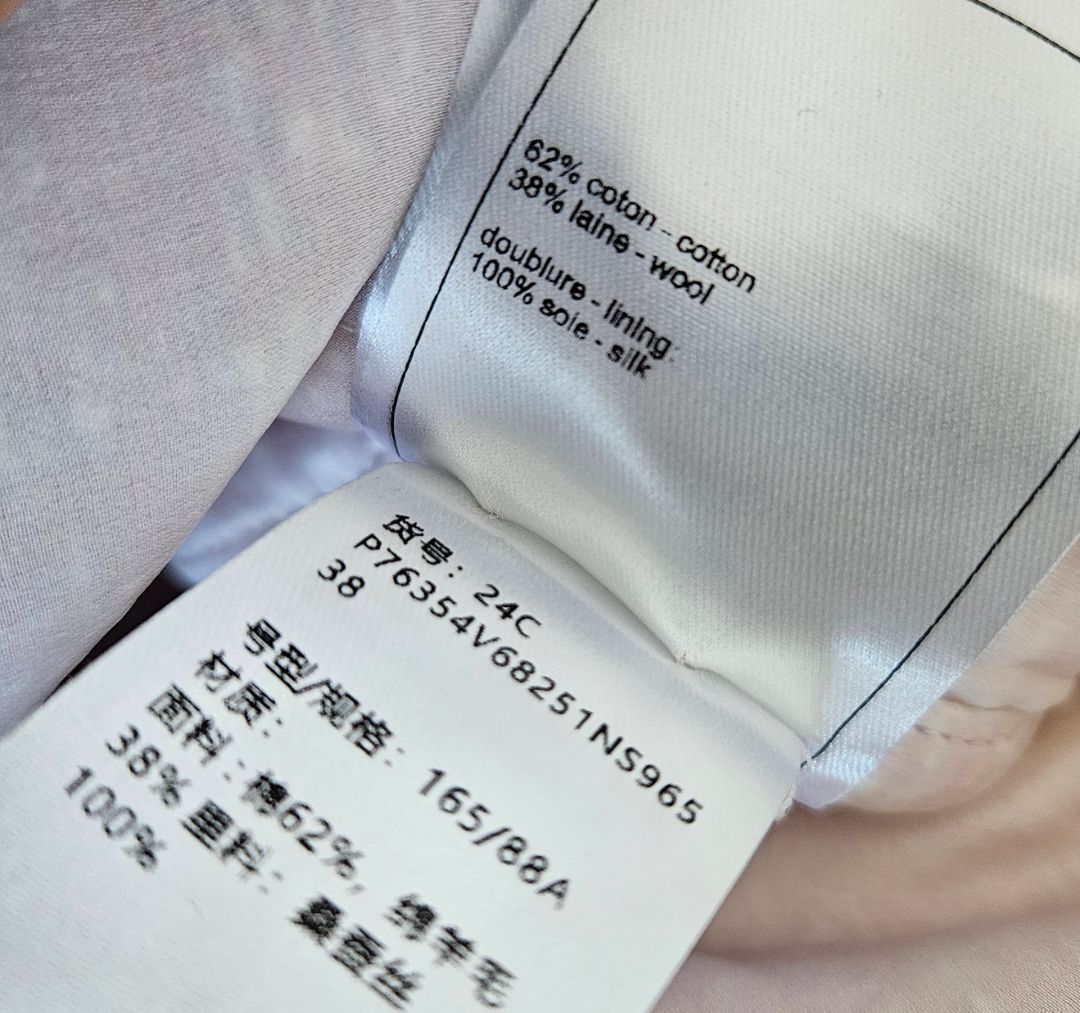 62% coton - cotton
38% laine - wool
doublure - lining:
100% soie - silk
货号: 24C
P76354V68251NS965
38
号型/规格: 165/88A
材质:
面料: 棉62%, 绵羊毛
38% 里料: 桑蚕丝
100%